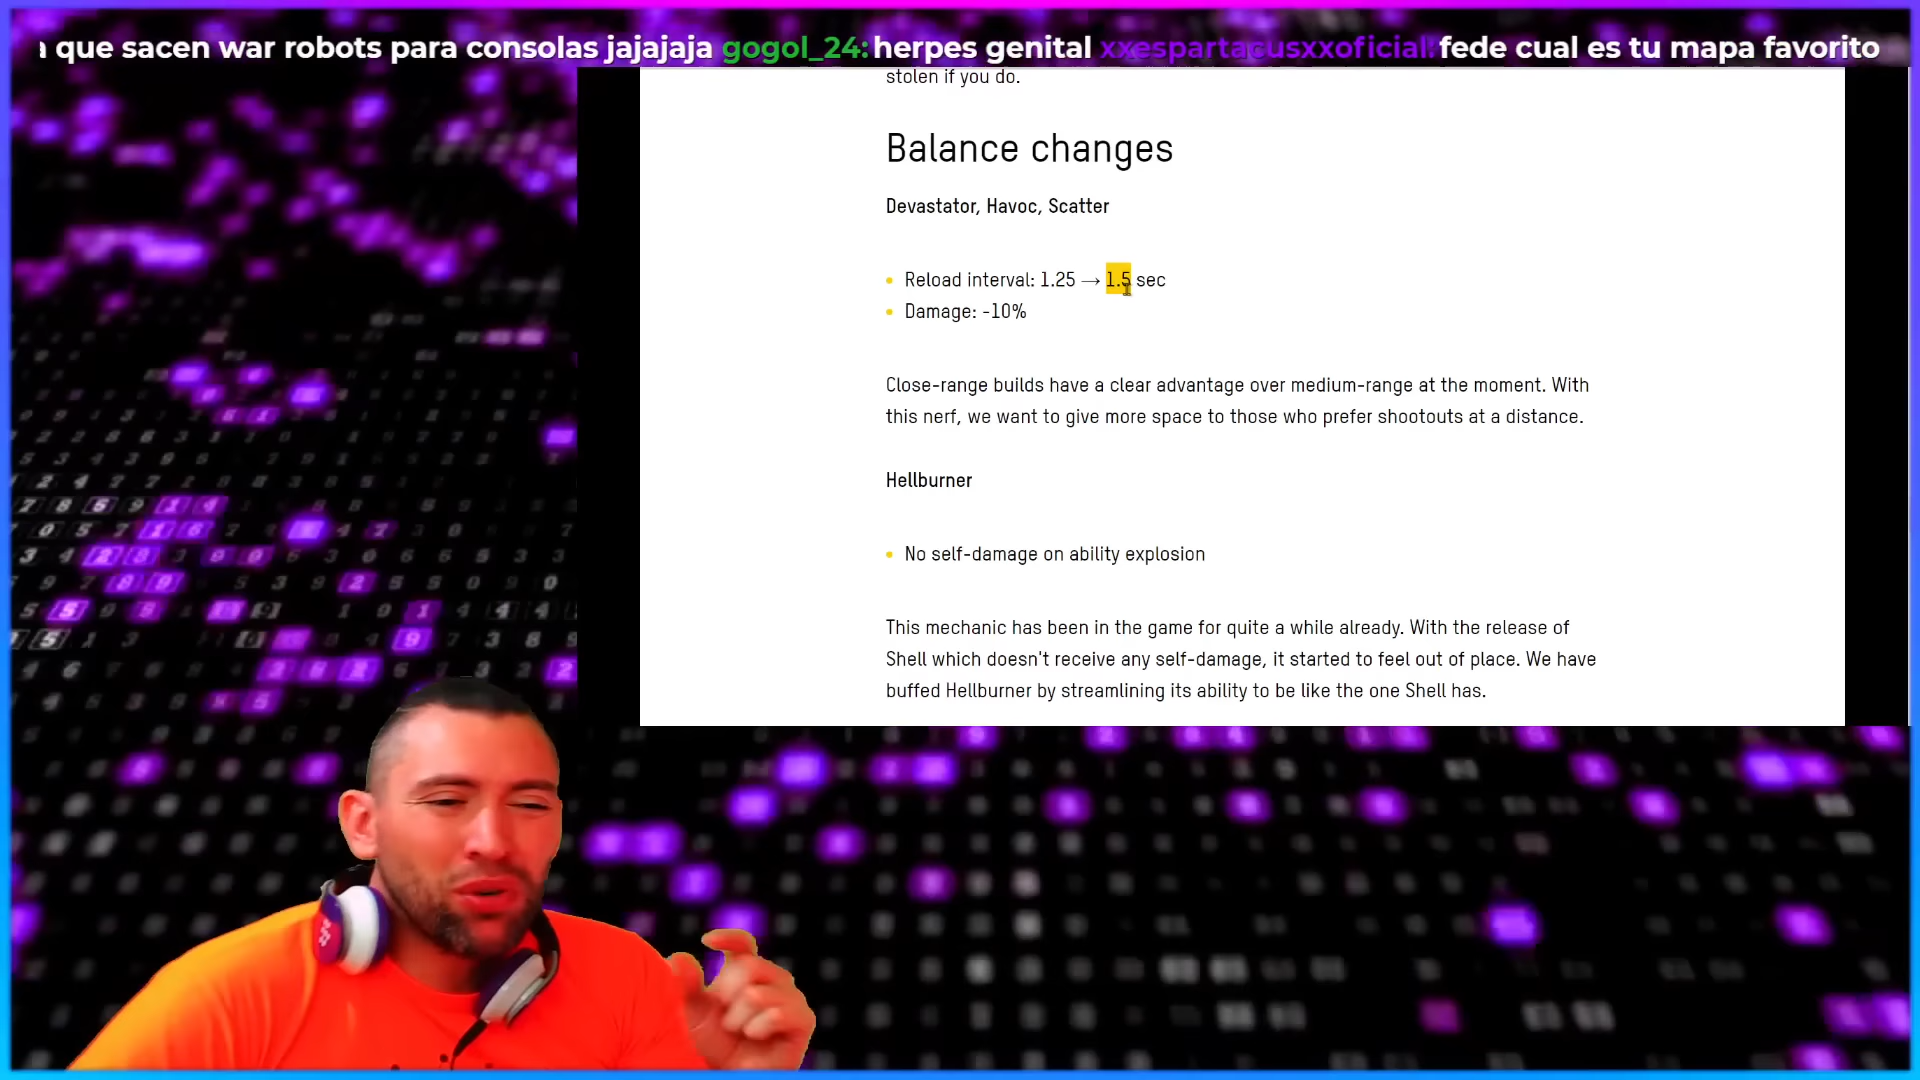 a que sacen war robots para consolas jajajaja gogol_24: herpes genital xxespartacusxxoficial: fede cual es tu mapa favorito
stolen if you do.
Balance changes
Devastator, Havoc, Scatter
• Reload interval: 1.25 → 1.5 sec
• Damage: -10%
Close-range builds have a clear advantage over medium-range at the moment. With
this nerf, we want to give more space to those who prefer shootouts at a distance.
Hellburner
• No self-damage on ability explosion
This mechanic has been in the game for quite a while already. With the release of
Shell which doesn't receive any self-damage, it started to feel out of place. We have
buffed Hellburner by streamlining its ability to be like the one Shell has.